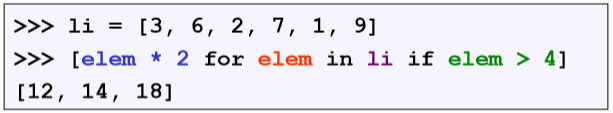 >>> li = [3, 6, 2, 7, 1, 9]
>>> [elem * 2 for elem in li if elem > 4]
[12, 14, 18]